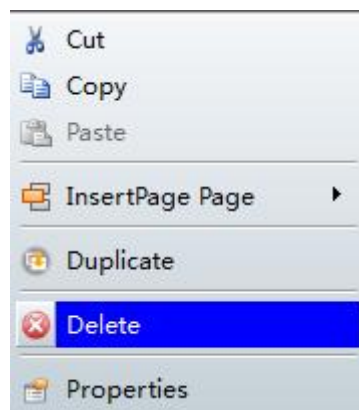 Cut
Copy
Paste
InsertPage Page
Duplicate
Delete
Properties